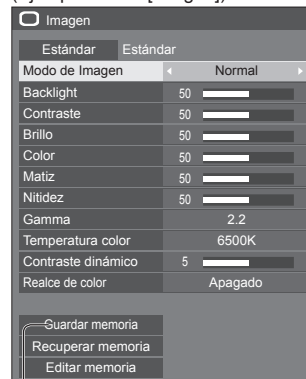 Imagen
Estándar Estándar
Modo de Imagen Normal
Backlight 50
Contraste 50
Brillo 50
Color 50
Matiz 50
Nitidez 50
Gamma 2.2
Temperatura color 6500K
Contraste dinámico 5
Realce de color Apagado
Guardar memoria
Recuperar memoria
Editar memoria